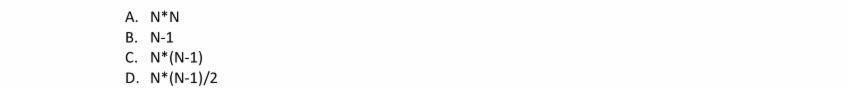 A. N*N
B. N-1
C. N*(N-1)
D. N*(N-1)/2